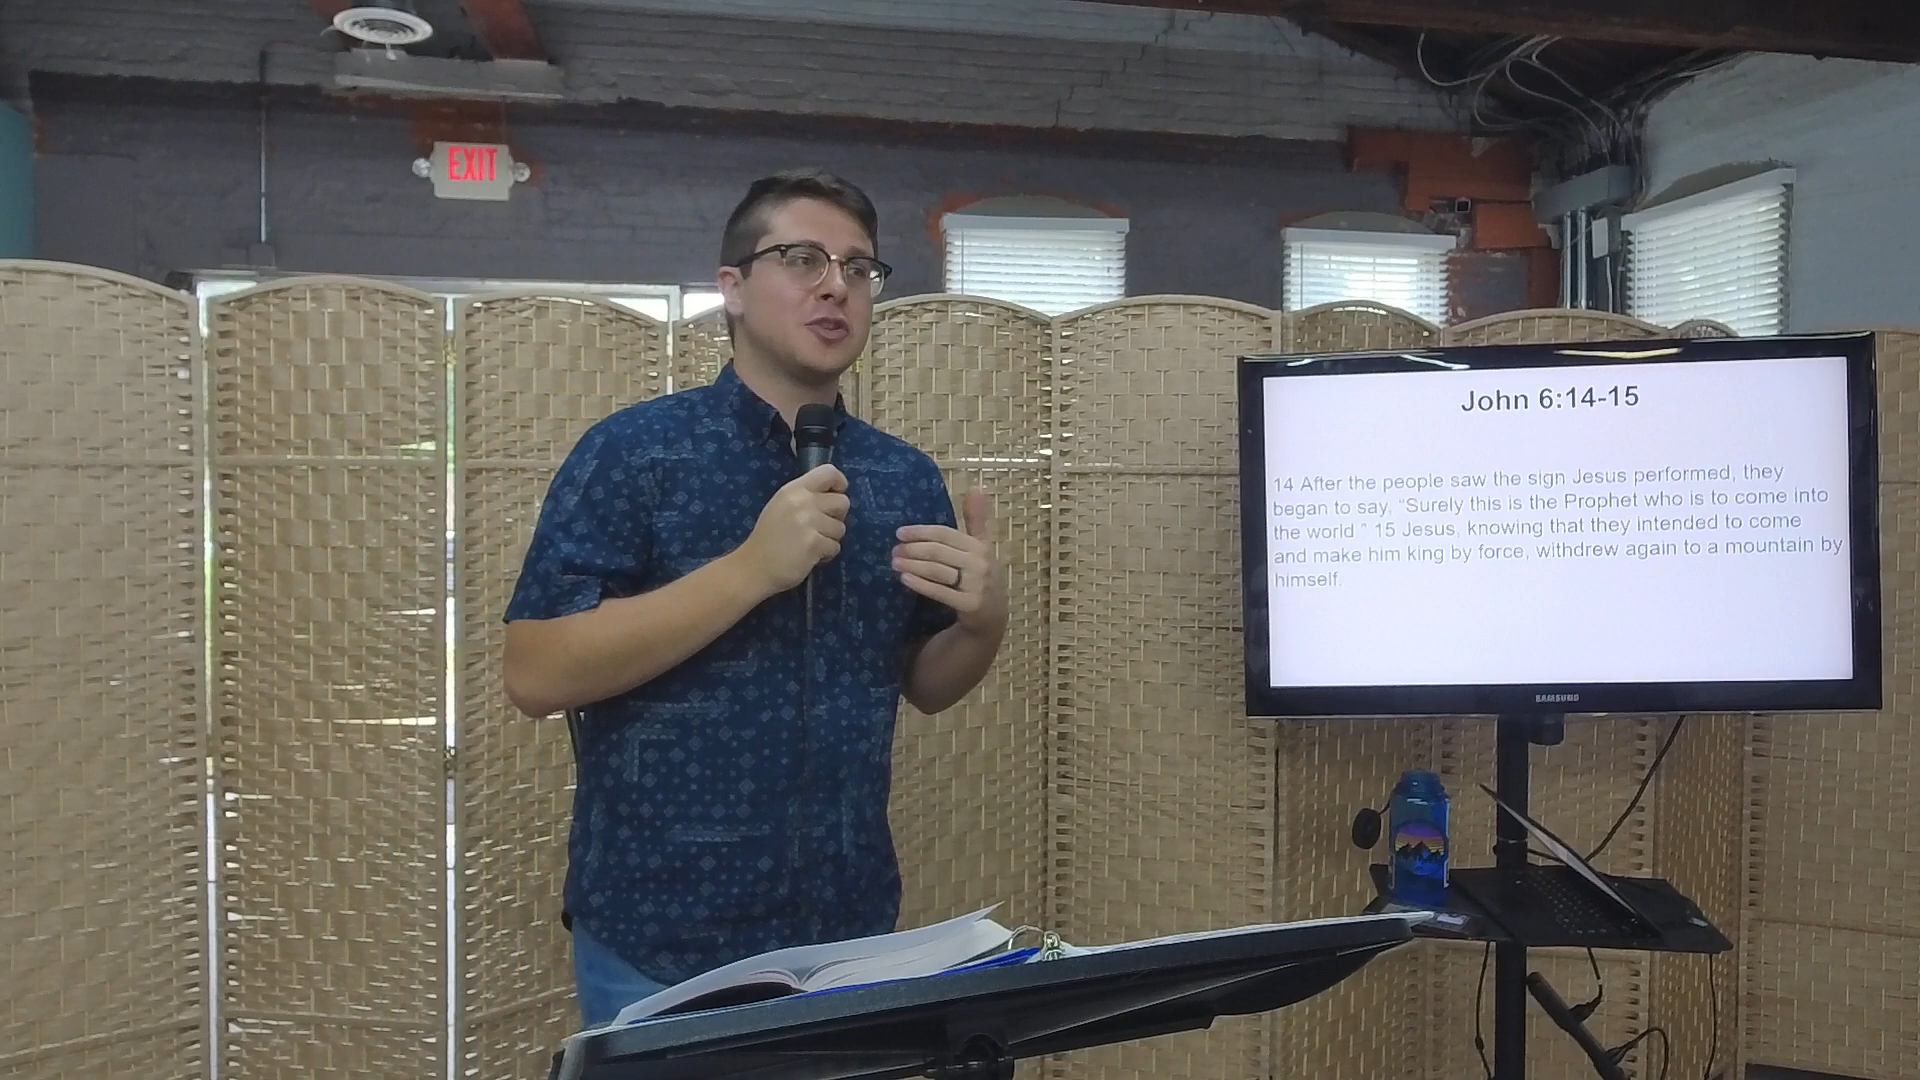 EXIT
John 6:14-15
14 After the people saw the sign Jesus performed, they
began to say, “Surely this is the Prophet who is to come into
the world.” 15 Jesus, knowing that they intended to come
and make him king by force, withdrew again to a mountain by
himself.
SAMSUNG